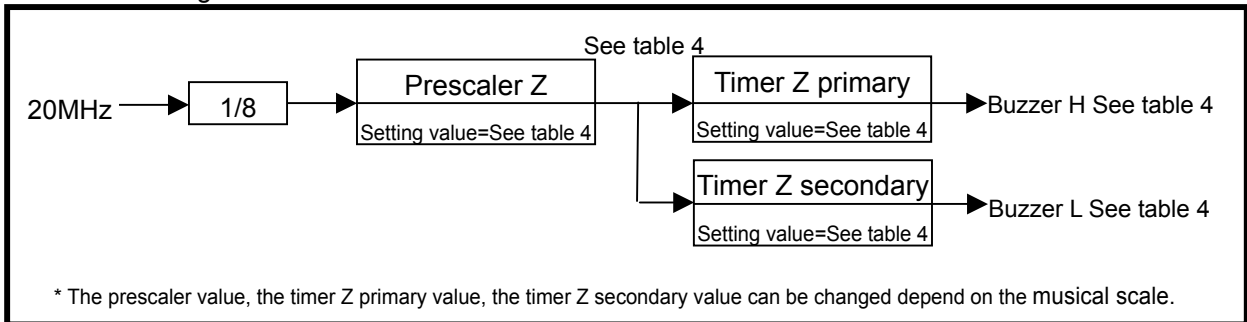 See table 4
20MHz
1/8
Prescaler Z
Setting value=See table 4
Timer Z primary
Setting value=See table 4
Buzzer H See table 4
Timer Z secondary
Setting value=See table 4
Buzzer L See table 4
* The prescaler value, the timer Z primary value, the timer Z secondary value can be changed depend on the musical scale.